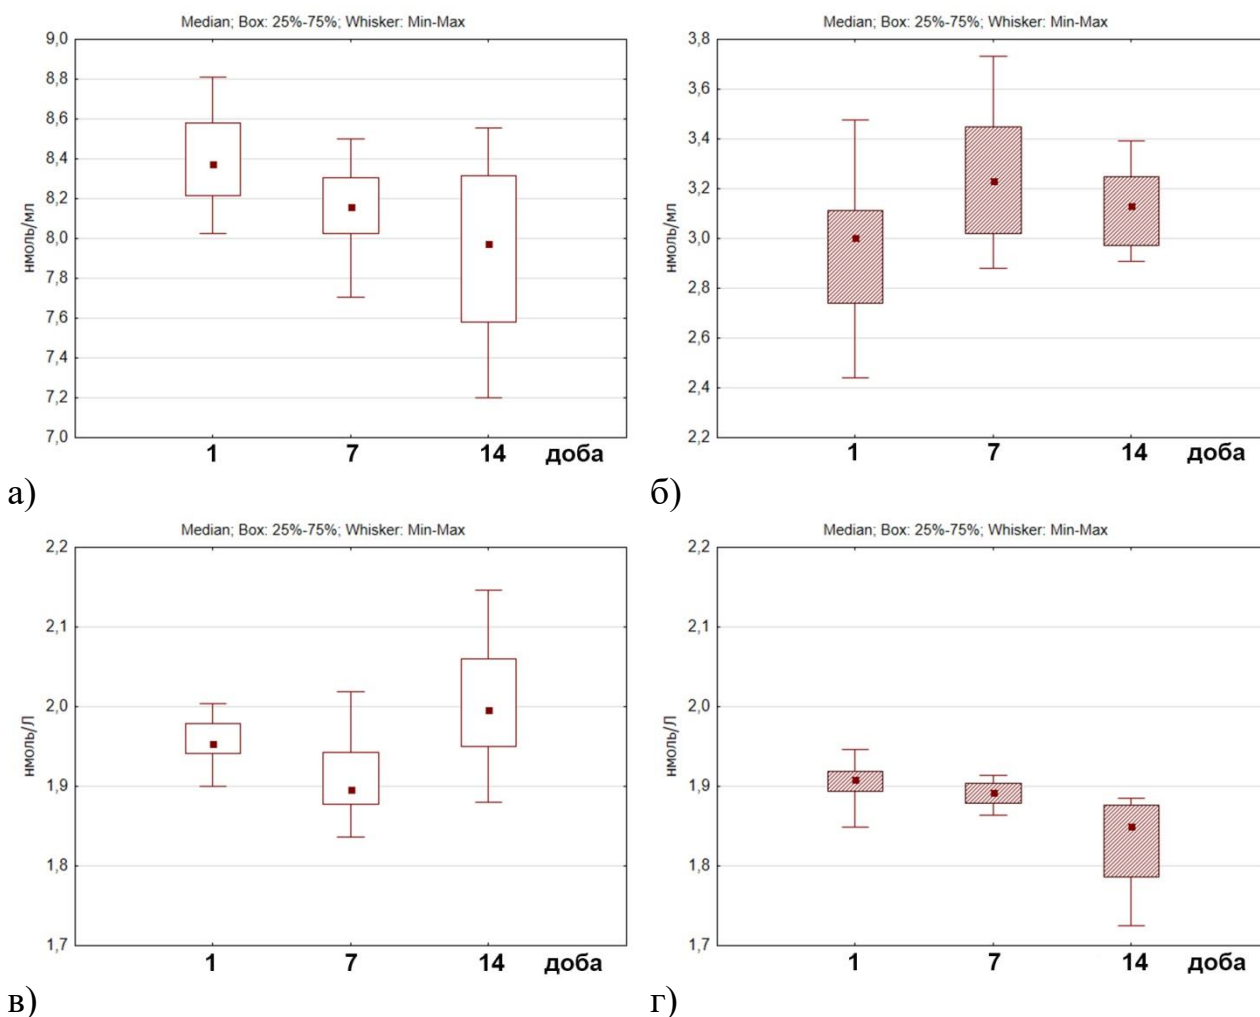 Median; Box: 25%-75%; Whisker: Min-Max
9,0
8,8
8,6
8,4
8,2
8,0
7,8
7,6
7,4
7,2
7,0
нмоль/мл
1 7 14 доба
а)
Median; Box: 25%-75%; Whisker: Min-Max
3,8
3,6
3,4
3,2
3,0
2,8
2,6
2,4
2,2
нмоль/мл
1 7 14 доба
б)
Median; Box: 25%-75%; Whisker: Min-Max
2,2
2,1
2,0
1,9
1,8
1,7
нмоль/Л
1 7 14 доба
в)
Median; Box: 25%-75%; Whisker: Min-Max
2,2
2,1
2,0
1,9
1,8
1,7
нмоль/Л
1 7 14 доба
г)